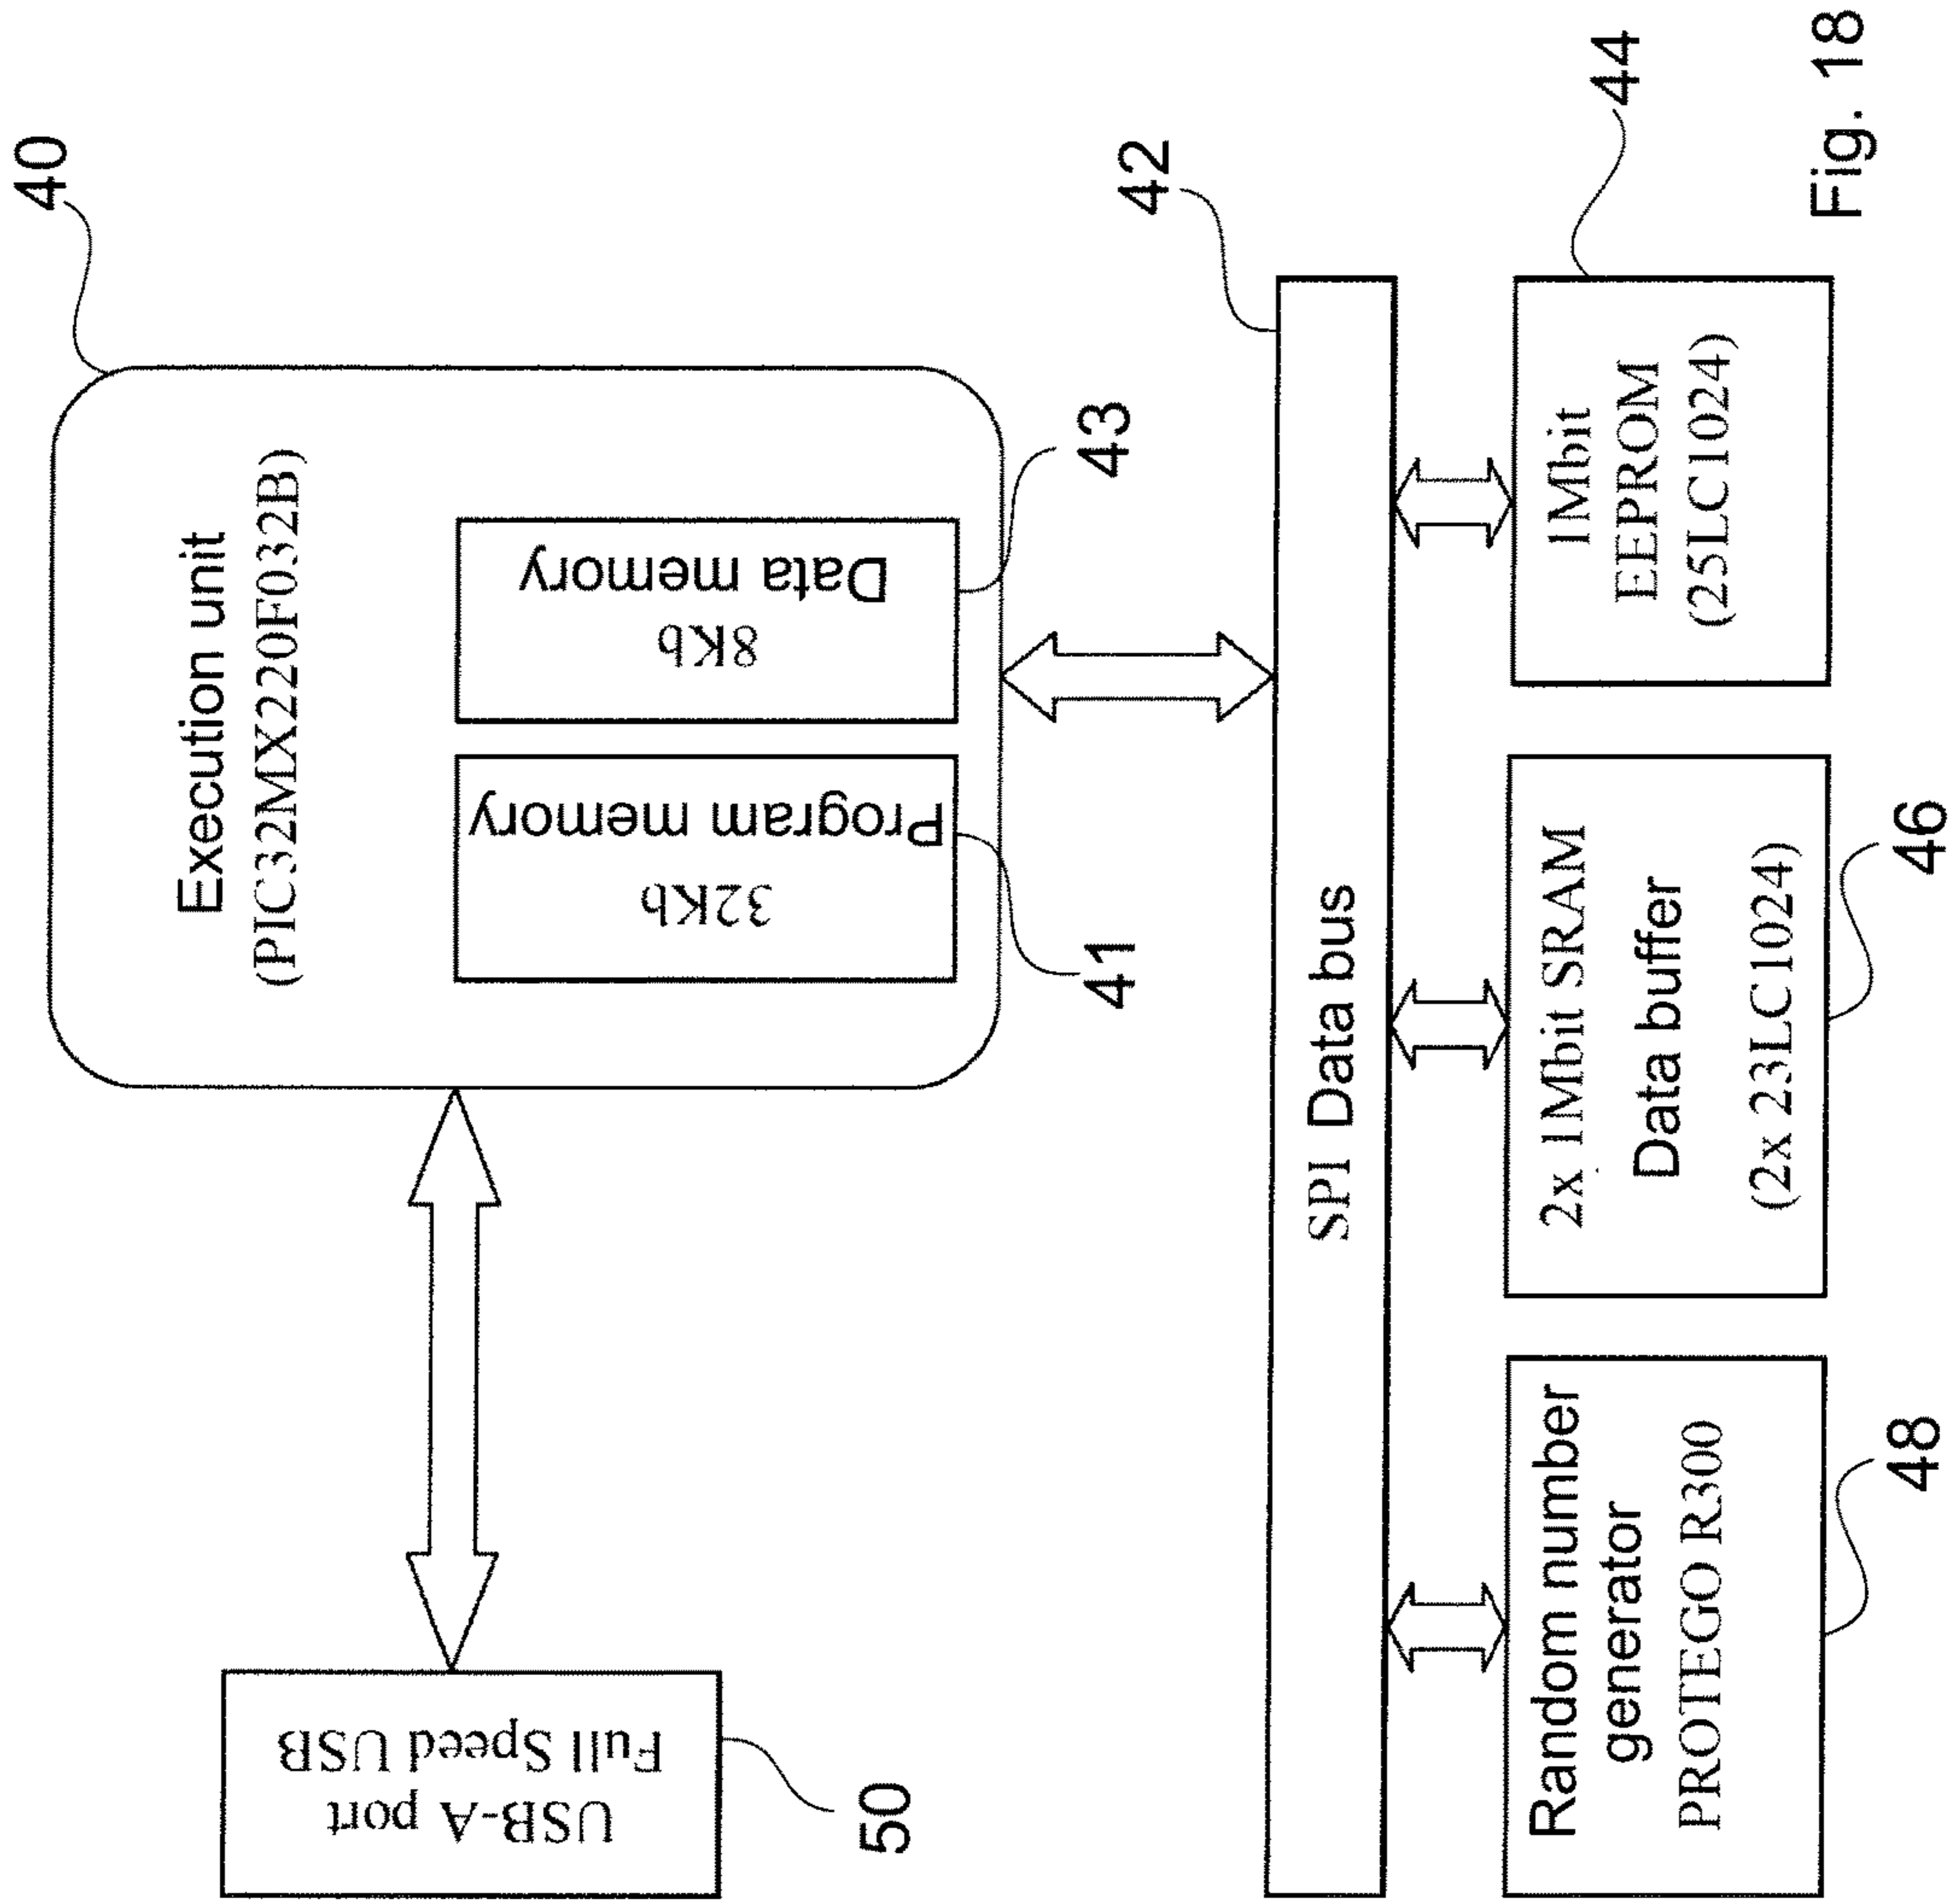 40
Execution unit
(PIC32MX220F032B)
Program memory
32Kb
Data memory
8Kb
41
43
USB-A port
Full Speed USB
50
42
SPI Data bus
Random number
generator
PROTEGO R300
48
2x 1Mbit SRAM
Data buffer
(2x 23LC1024)
46
1Mbit
EEPROM
(25LC1024)
44
Fig. 18